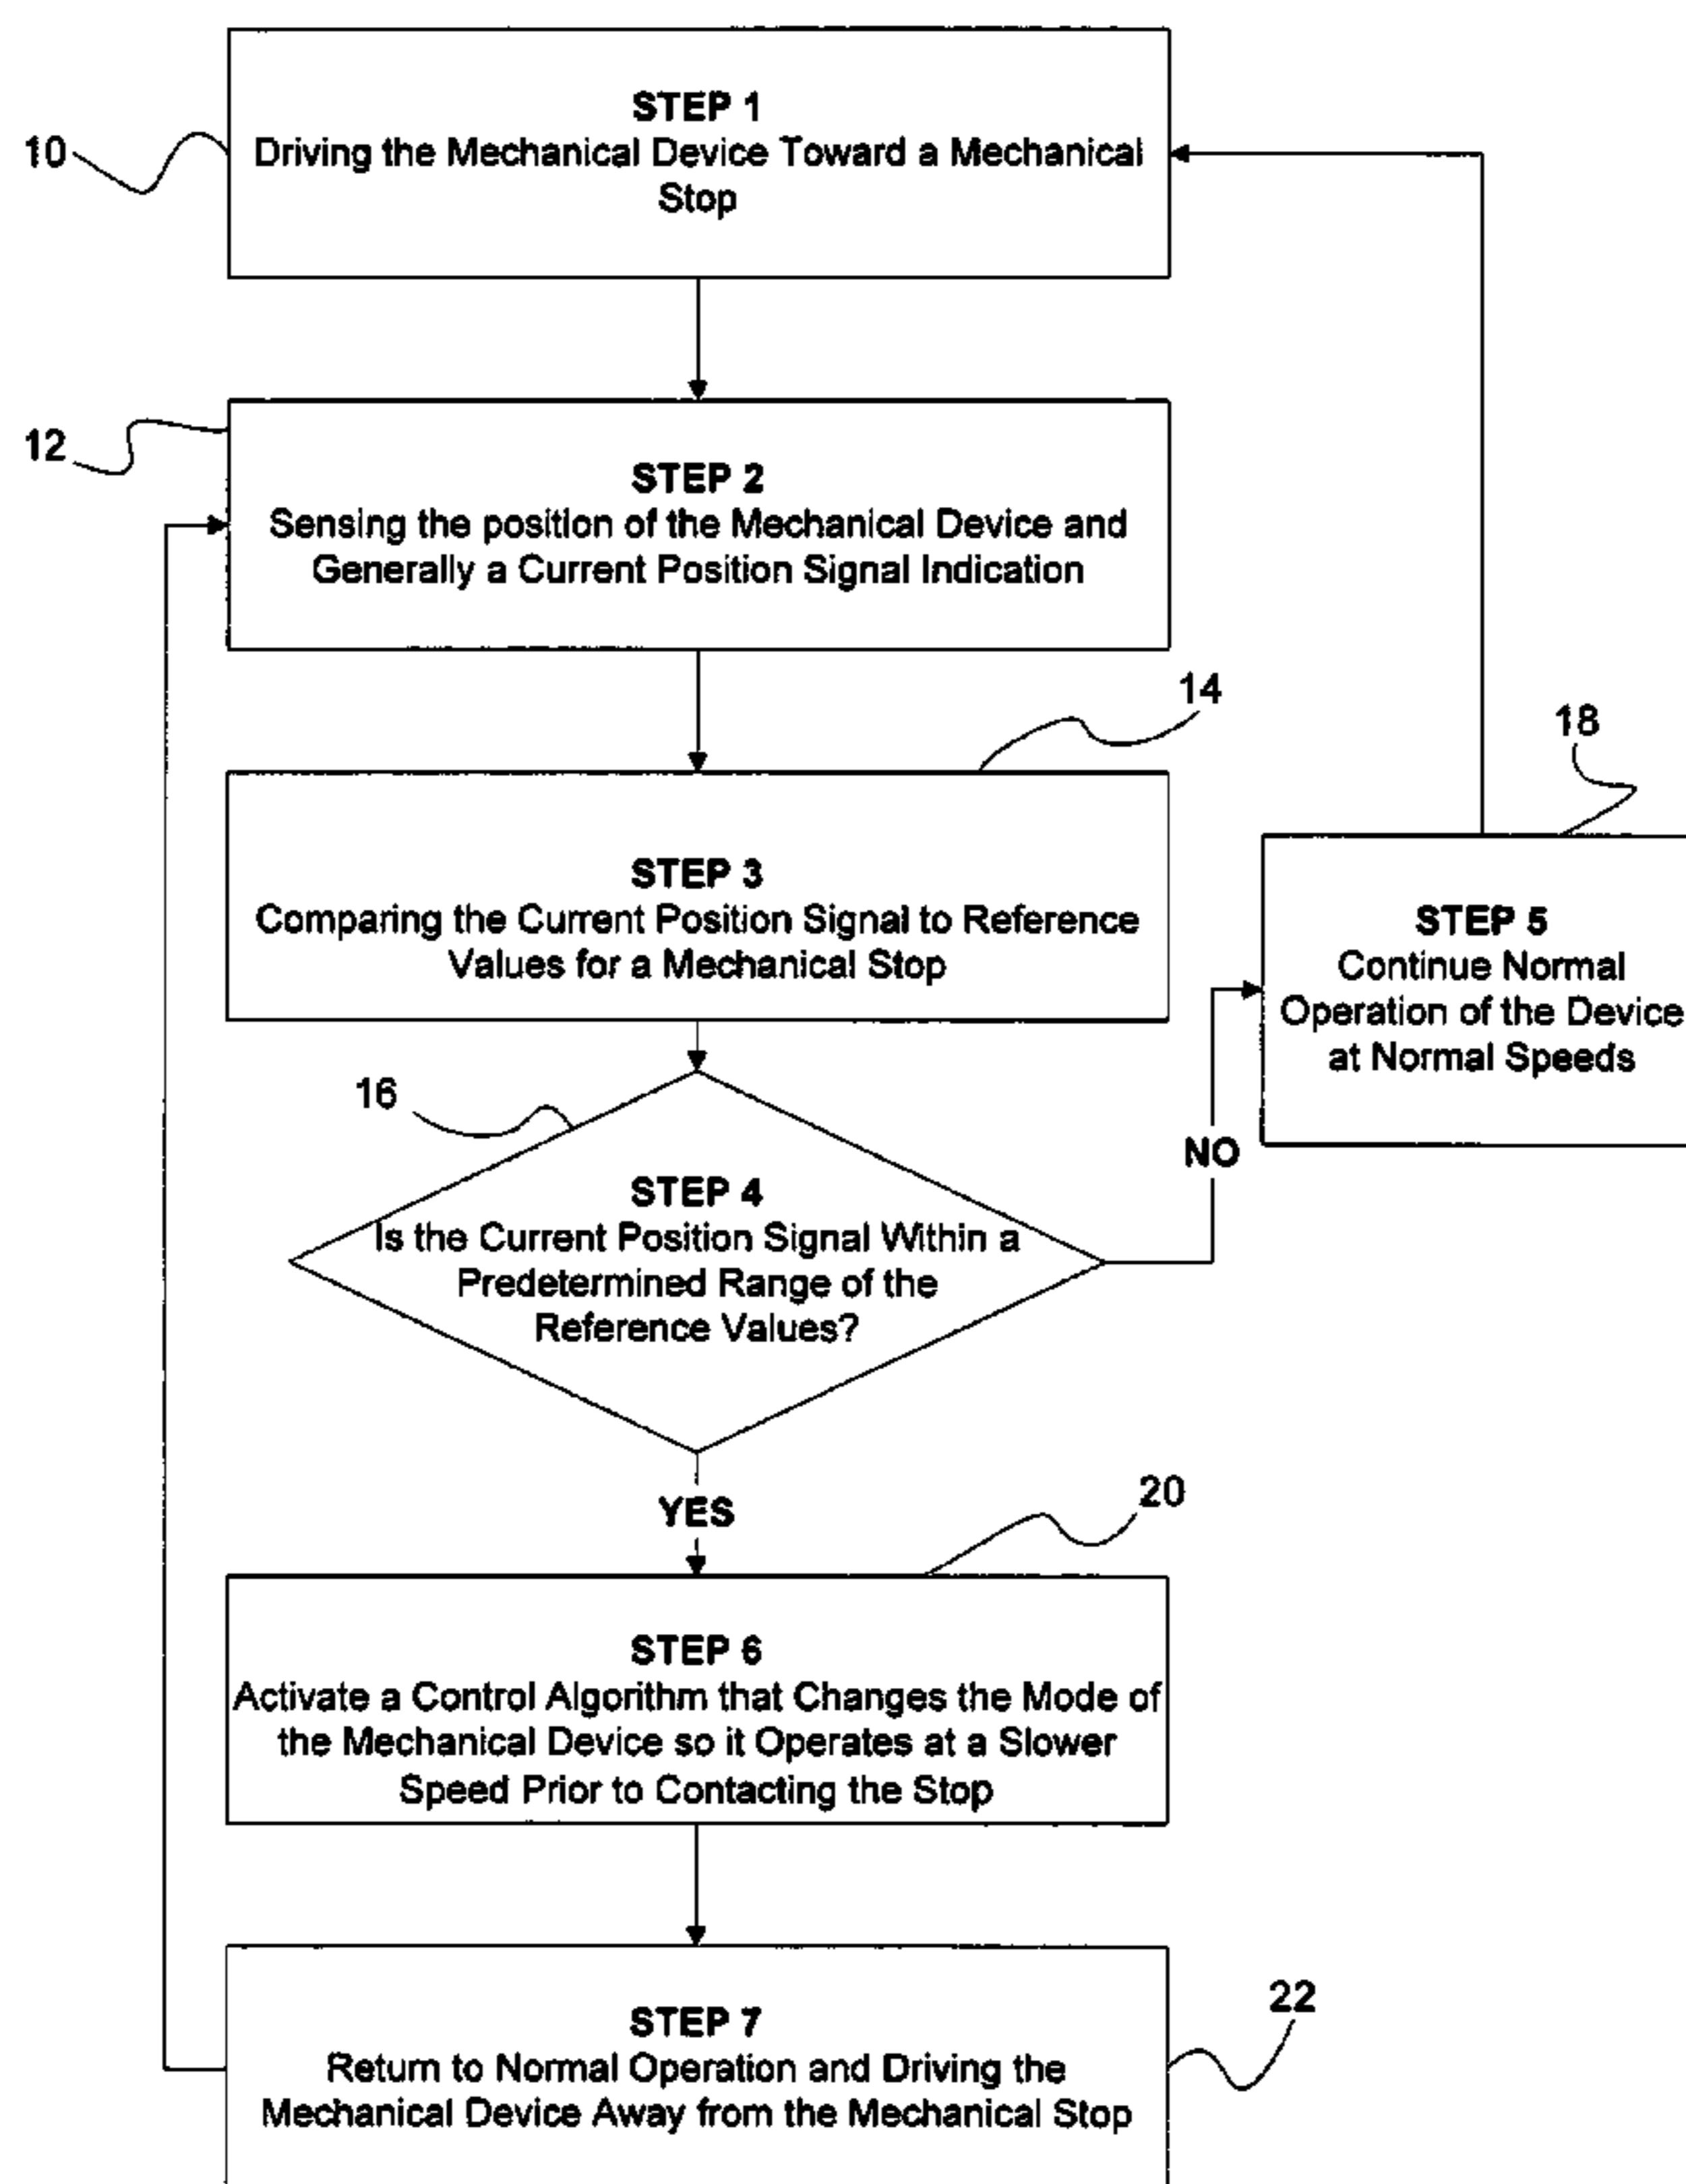 STEP 1
10
Driving the Mechanical Device Toward a Mechanical
Stop
12
STEP 2
Sensing the position of the Mechanical Device and
Generally a Current Position Signal Indication
14
18
STEP 3
Comparing the Current Position Signal to Reference
Values for a Mechanical Stop
STEP 5
Continue Normal
Operation of the Device
at Normal Speeds
16
NO
STEP 4
Is the Current Position Signal Within a
Predetermined Range of the
Reference Values?
YES
20
STEP 6
Activate a Control Algorithm that Changes the Mode of
the Mechanical Device so it Operates at a Slower
Speed Prior to Contacting the Stop
22
STEP 7
Return to Normal Operation and Driving the
Mechanical Device Away from the Mechanical Stop